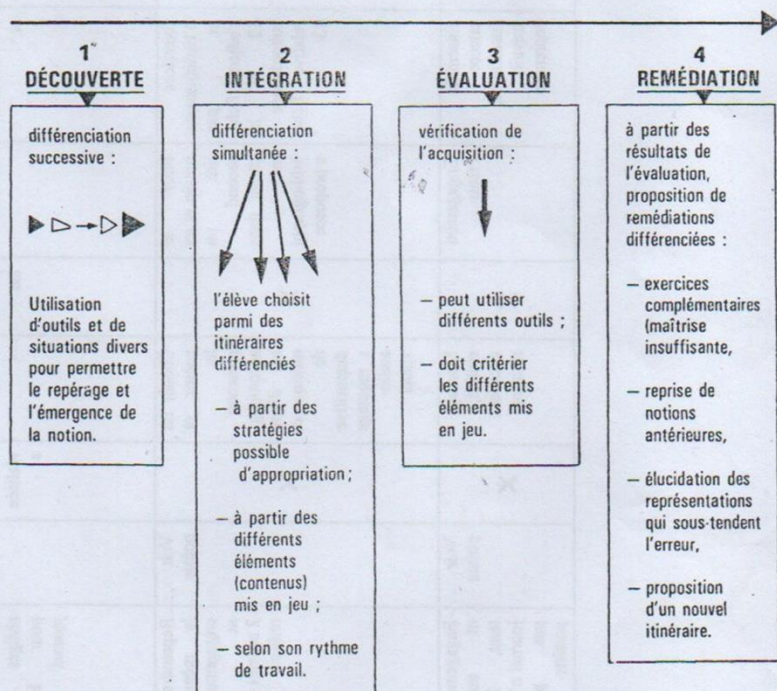 1
DÉCOUVERTE
différenciation
successive :
Utilisation
d'outils et de
situations divers
pour permettre
le repérage et
l'émergence de
la notion.
2
INTÉGRATION
différenciation
simultanée :
l'élève choisit
parmi des
itinéraires
différenciés
— à partir des
stratégies
possible
d'appropriation ;
— à partir des
différents
éléments
(contenus)
mis en jeu ;
— selon son rythme
de travail.
3
ÉVALUATION
vérification de
l'acquisition :
— peut utiliser
différents outils ;
— doit critérier
les différents
éléments mis
en jeu.
4
REMÉDIATION
à partir des
résultats de
l'évaluation,
proposition de
remédiations
différenciées :
— exercices
complémentaires
(maîtrise
insuffisante,
— reprise de
notions
antérieures,
— élucidation des
représentations
qui sous-tendent
l'erreur,
— proposition
d'un nouvel
itinéraire.